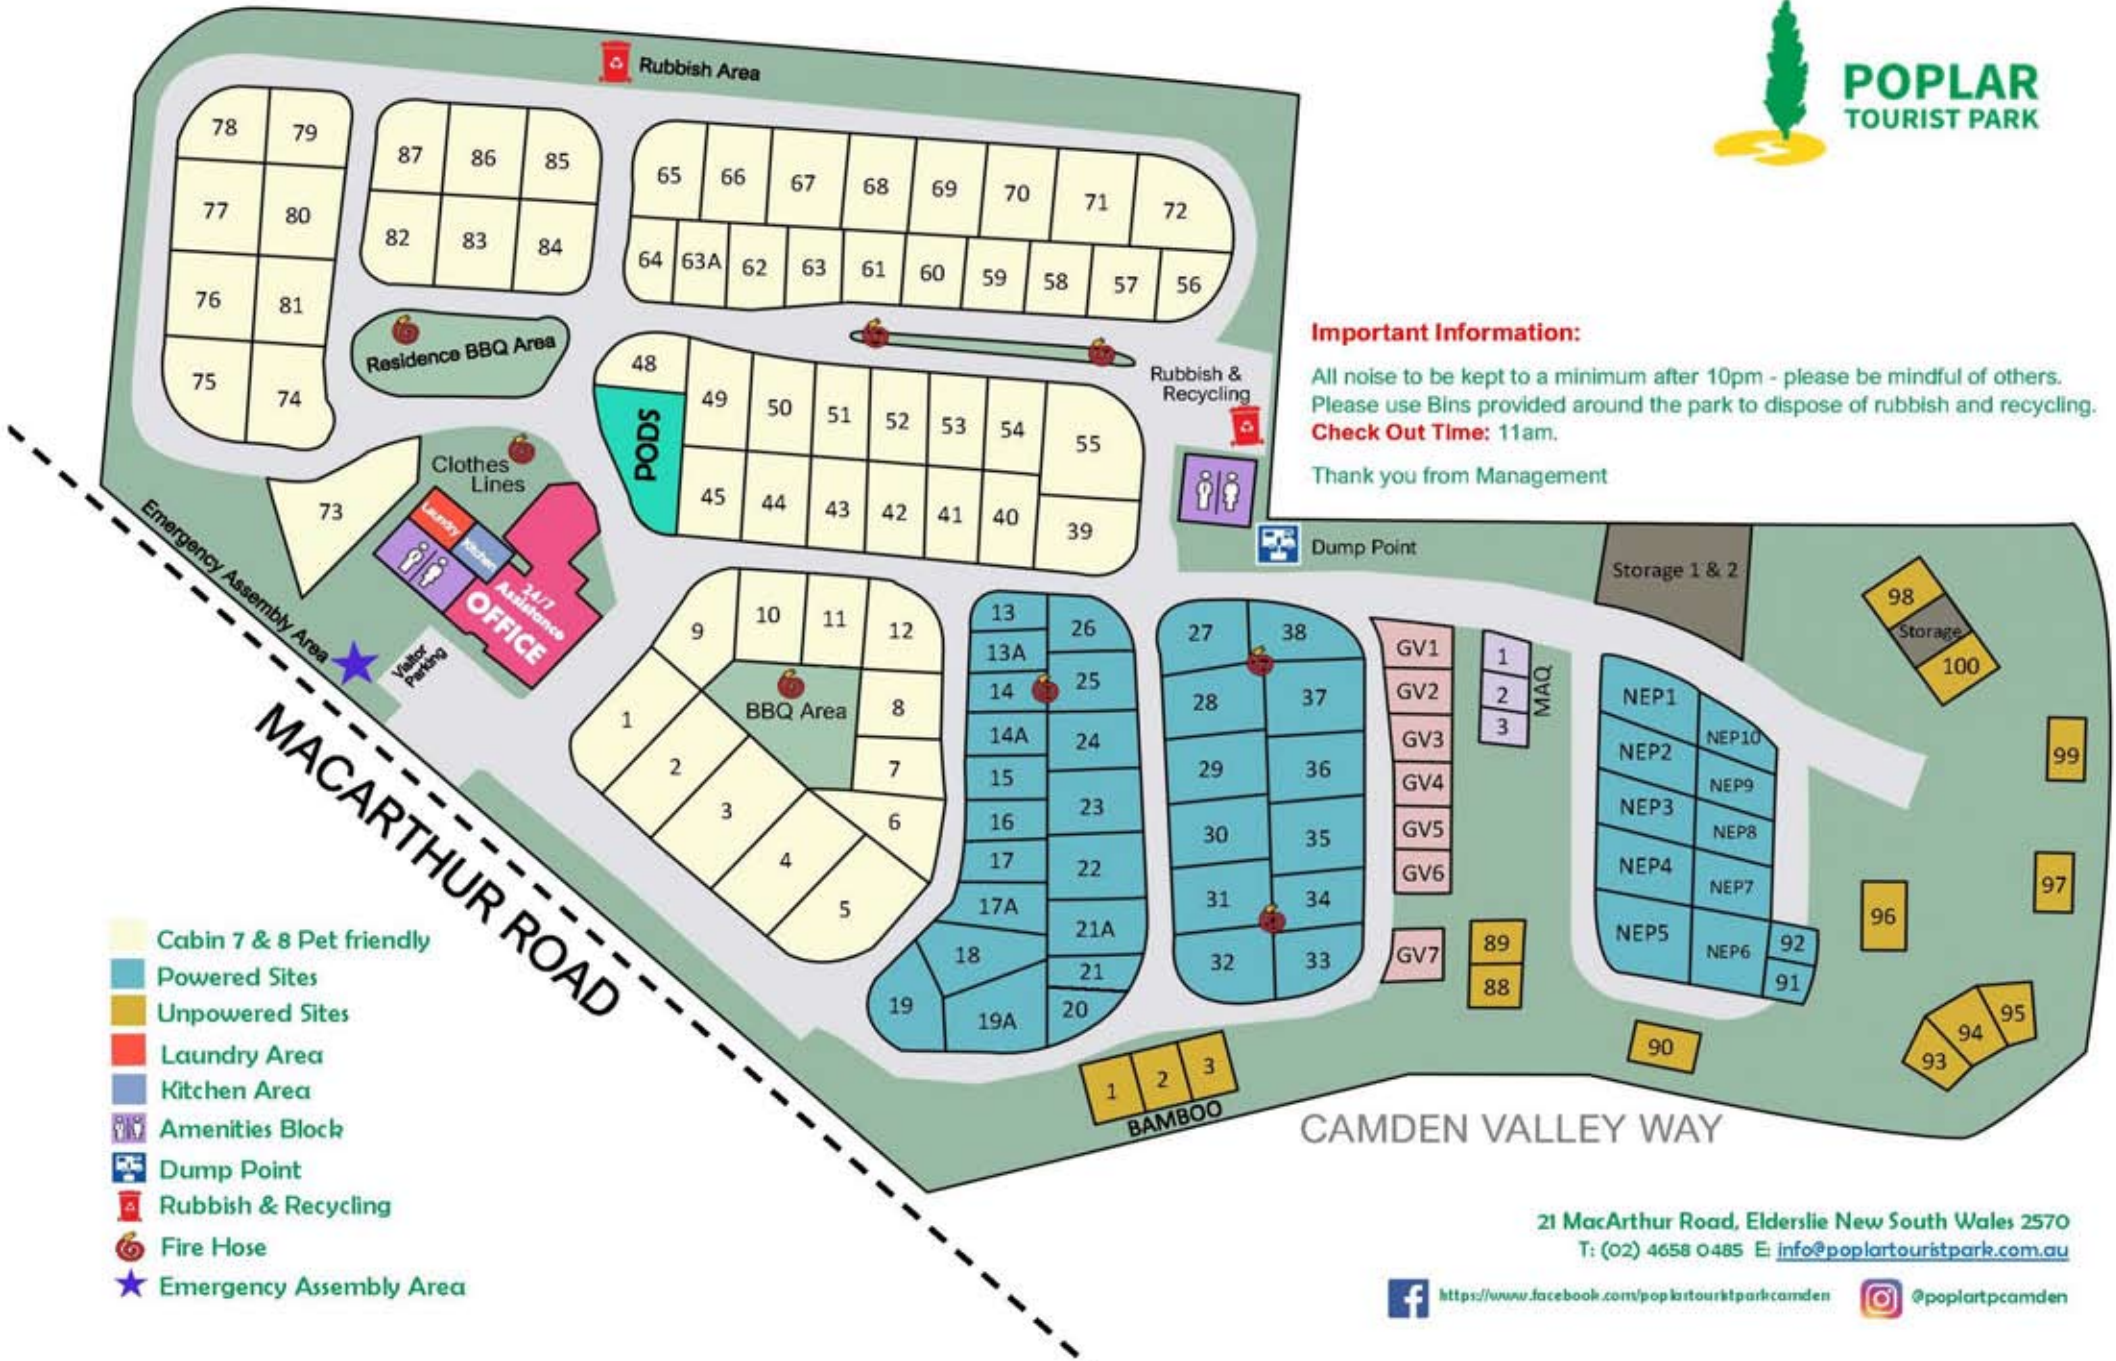 POPLAR
TOURIST PARK
Rubbish Area
78
79
77
80
76
81
75
74
87
86
85
82
83
84
65
66
67
68
69
70
71
72
64
63A
62
63
61
60
59
58
57
56
Residence BBQ Area
48
PODS
49
50
51
52
53
54
55
45
44
43
42
41
40
39
Rubbish &
Recycling
Important Information:
All noise to be kept to a minimum after 10pm - please be mindful of others.
Please use Bins provided around the park to dispose of rubbish and recycling.
Check Out Time: 11am.
Thank you from Management
73
Clothes
Lines
Laundry
Kitchen
24/7
Assistance
OFFICE
Emergency Assembly Area
Visitor
Parking
MACARTHUR ROAD
Dump Point
Storage 1 & 2
9
10
11
12
1
BBQ Area
8
2
7
3
6
4
5
13
26
13A
14
25
14A
24
15
23
16
17
22
17A
21A
18
21
19
19A
20
27
38
28
37
29
36
30
35
31
34
32
33
GV1
GV2
GV3
GV4
GV5
GV6
GV7
1
2
3
MAQ
89
88
NEP1
NEP10
NEP2
NEP9
NEP3
NEP8
NEP4
NEP7
NEP5
NEP6
92
91
98
Storage
100
99
97
96
95
94
93
90
1
2
3
BAMBOO
CAMDEN VALLEY WAY
Cabin 7 & 8 Pet friendly
Powered Sites
Unpowered Sites
Laundry Area
Kitchen Area
Amenities Block
Dump Point
Rubbish & Recycling
Fire Hose
Emergency Assembly Area
21 MacArthur Road, Elderslie New South Wales 2570
T: (02) 4658 0485 E: info@poplartouristpark.com.au
https://www.facebook.com/poplartouristparkcamden
@poplartpcamden